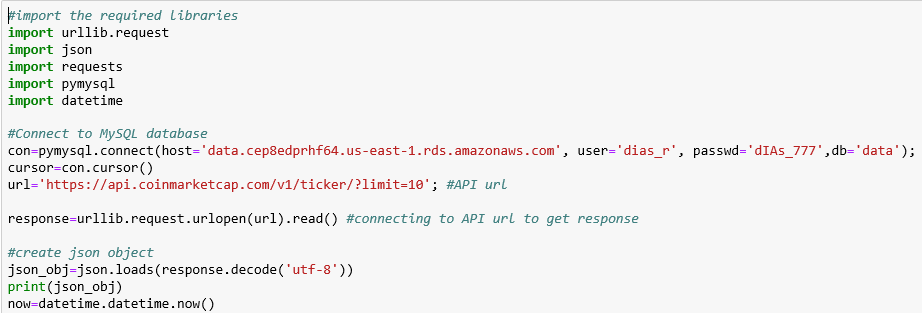 #import the required libraries
import urllib.request
import json
import requests
import pymysql
import datetime
#Connect to MySQL database
con=pymysql.connect(host='data.cep8edprhf64.us-east-1.rds.amazonaws.com', user='dias_r', passwd='dIAs_777',db='data');
cursor=con.cursor()
url='https://api.coinmarketcap.com/v1/ticker/?limit=10'; #API url
response=urllib.request.urlopen(url).read() #connecting to API url to get response
#create json object
json_obj=json.loads(response.decode('utf-8'))
print(json_obj)
now=datetime.datetime.now()